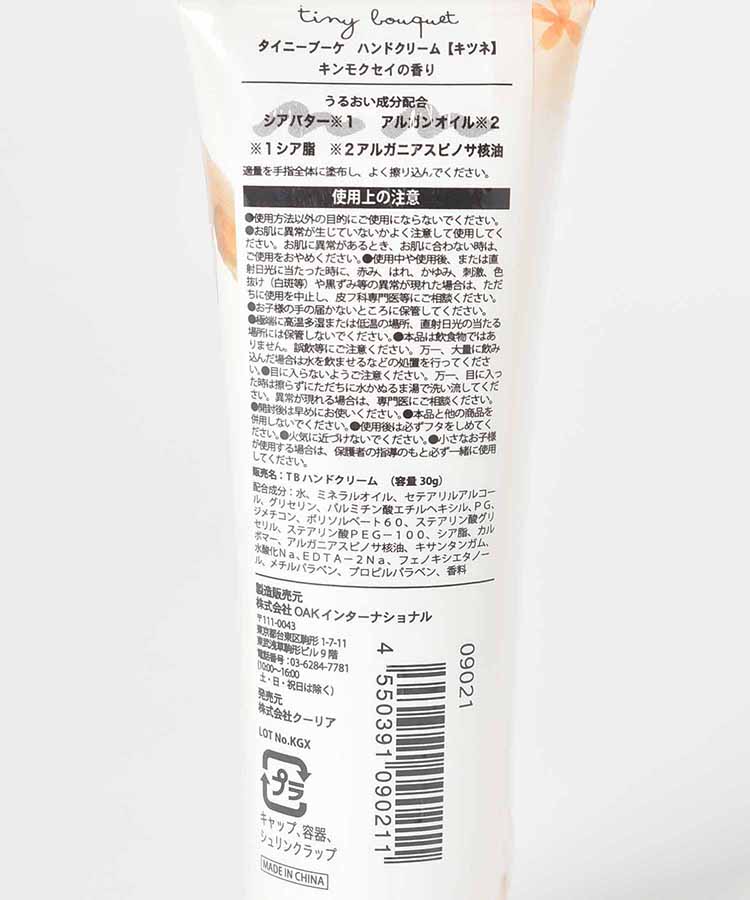 tiny bouquet
タイニーブーケ ハンドクリーム【キツネ】
キンモクセイの香り
うるおい成分配合
シアバター※1 アルガンオイル※2
※1シア脂 ※2アルガニアスピノサ核油
適量を手指全体に塗布し、よく擦り込んでください。
使用上の注意
●使用方法以外の目的にご使用にならないでください。
●お肌に異常が生じていないかよく注意して使用してく
ださい。お肌に異常があるとき、お肌に合わない時は、
ご使用をおやめください。●使用中や使用後、または直
射日光に当たった時に、赤み、はれ、かゆみ、刺激、色
抜け（白斑等）や黒ずみ等の異常が現れた場合は、ただ
ちに使用を中止し、皮フ科専門医等にご相談ください。
●お子様の手の届かないところに保管してください。
●極端に高温多湿または低温の場所、直射日光の当たる
場所には保管しないでください。●本品は飲食物ではあ
りません。誤飲等にご注意ください。万一、大量に飲み
込んだ場合は水を飲ませるなどの処置を行ってくださ
い。●目に入らないようご注意ください。万一、目に入っ
た時は擦らずにただちに水かぬるま湯で洗い流してくだ
さい。異常が現れる場合は、専門医にご相談ください。
●開封後は早めにお使いください。●本品と他の商品を
併用しないでください。●使用後は必ずフタをしめてく
ださい。●火気に近づけないでください。●小さなお子様
が使用する場合は、保護者の指導のもと必ず一緒に使用
してください。
販売名：TBハンドクリーム （容量 30g）
配合成分：水、ミネラルオイル、セテアリルアルコー
ル、グリセリン、パルミチン酸エチルヘキシル、PG、
ジメチコン、ポリソルベート60、ステアリン酸グリ
セリル、ステアリン酸PEG－100、シア脂、カル
ボマー、アルガニアスピノサ核油、キサンタンガム、
水酸化Na、EDTA－2Na、フェノキシエタノー
ル、メチルパラベン、プロピルパラベン、香料
製造販売元
株式会社 OAKインターナショナル
〒111-0043
東京都台東区駒形 1-7-11
東武浅草駒形ビル 9 階
電話番号：03-6284-7781
(10:00～16:00
土・日・祝日は除く)
発売元
株式会社クーリア
LOT No.KGX
プラ
キャップ、容器、
シュリンクラップ
MADE IN CHINA
09021
4 550391 090211